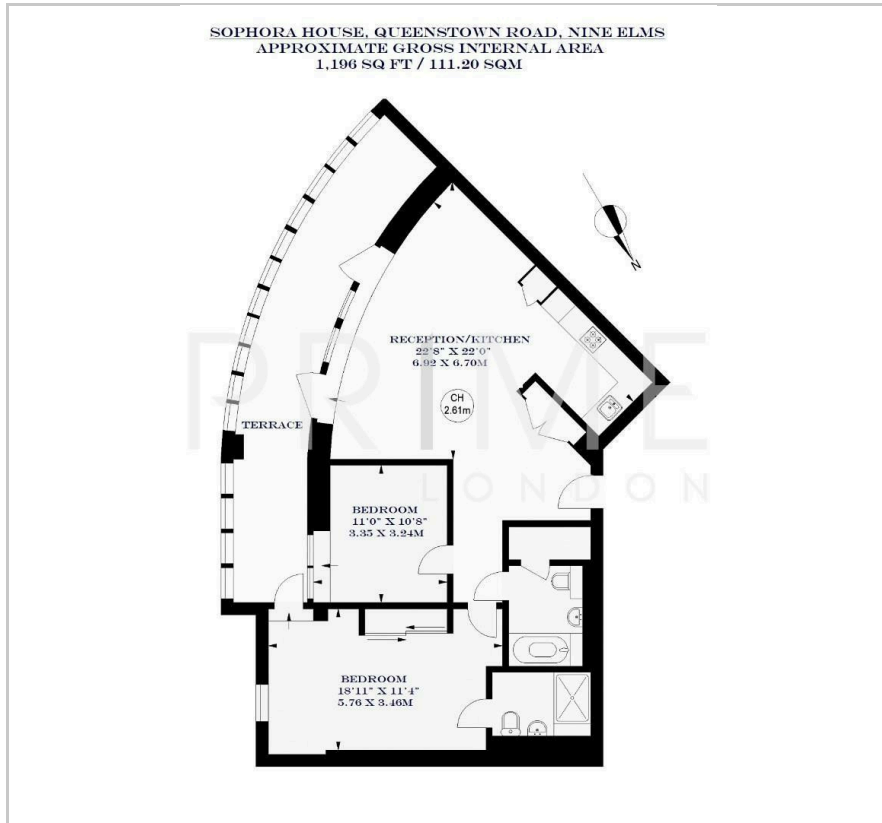 SOPHORA HOUSE, QUEENSTOWN ROAD, NINE ELMS
APPROXIMATE GROSS INTERNAL AREA
1,196 SQ FT / 111.20 SQM
N
RECEPTION/KITCHEN
22'8" X 22'0"
6.92 X 6.70M
CH
2.61m
TERRACE
PRIME
LONDON
BEDROOM
11'0" X 10'8"
3.35 X 3.24M
BEDROOM
18'11" X 11'4"
5.76 X 3.46M